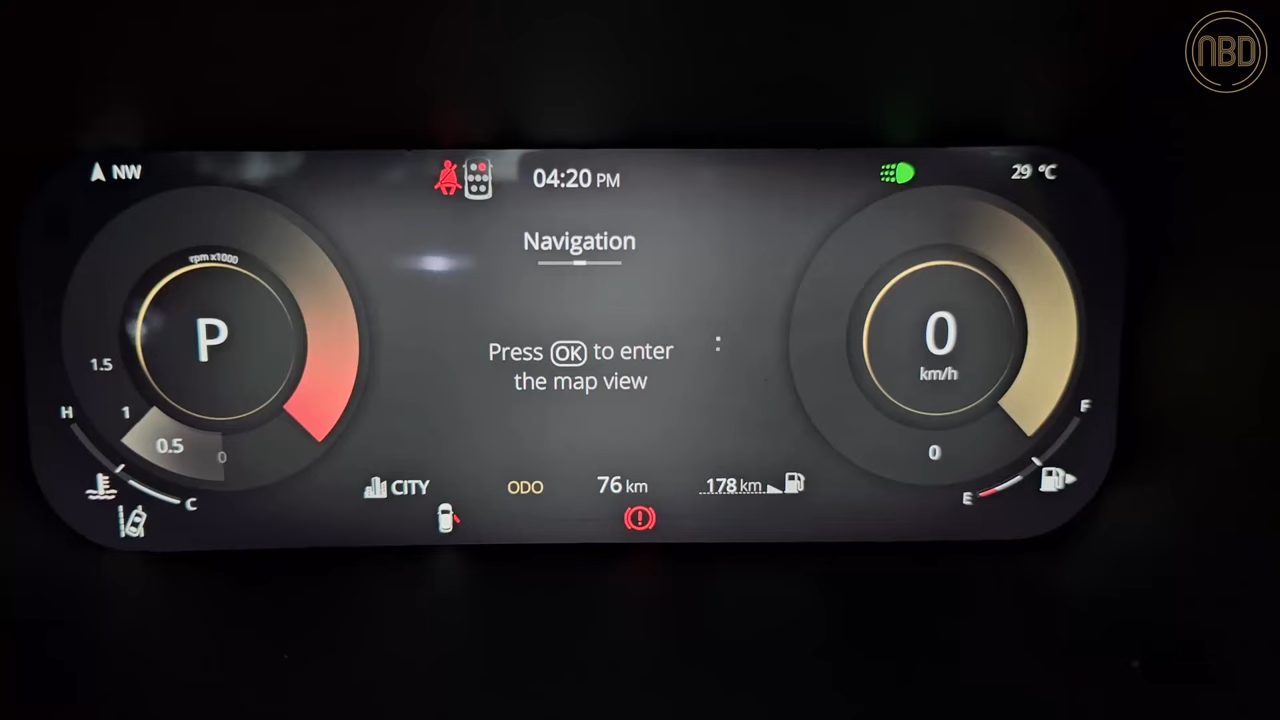 NBD
NW
04:20 PM
29 °C
Navigation
rpm x1000
P
0
km/h
Press OK to enter
the map view
1.5
H
1
0.5
0
C
F
0
E
CITY
ODO
76 km
178 km